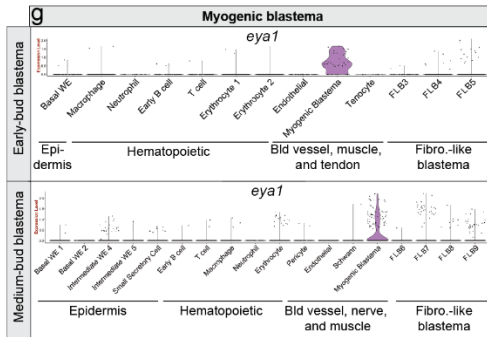 g
Myogenic blastema
Early-bud blastema
eya1
Expression Level
Basal WE
Macrophage
Neutrophil
Early B cell
T cell
Erythrocyte 1
Erythrocyte 2
Endothelial
Myogenic Blastema
Tenocyte
FLB3
FLB4
FLB5
Epi-
dermis
Hematopoietic
Bld vessel, muscle,
and tendon
Fibro.-like
blastema
Medium-bud blastema
eya1
Expression Level
Basal WE 1
Basal WE 2
Intermediate WE 4
Intermediate WE 5
Small Secretory Cell
Early B cell
T cell
Macrophage
Neutrophil
Erythrocyte
Pericyte
Endothelial
Schwann
Myogenic Blastema
FLB6
FLB7
FLB8
FLB9
Epidermis
Hematopoietic
Bld vessel, nerve,
and muscle
Fibro.-like
blastema